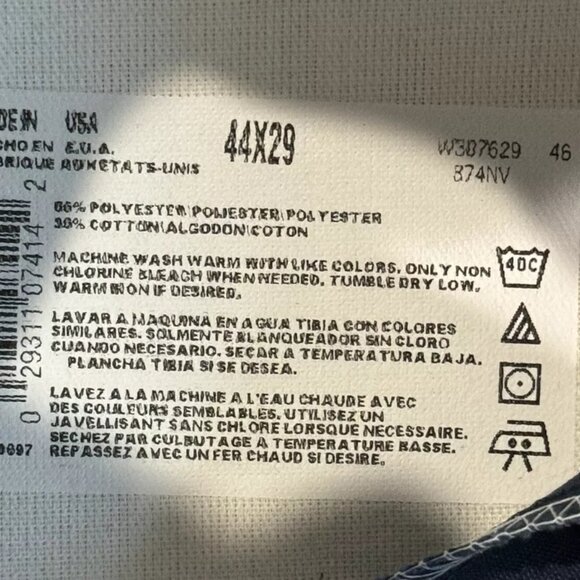 DE IN USA
CHO EN E.U.A.
BRIQUE AUX ETATS-UNIS
44X29
W307629 46
874NV
POLYESTER\POLIESTER\POLYESTER
COTTON\ALGODON\COTON
MACHINE WASH WARM WITH LIKE COLORS. ONLY NON
CHLORINE BLEACH WHEN NEEDED. TUMBLE DRY LOW.
WARM IRON IF DESIRED.
LAVAR A MAQUINA EN AGUA TIBIA CON COLORES
SIMILARES. SOLMENTE BLANQUEADOR SIN CLORO
CUANDO NECESARIO. SECAR A TEMPERATURA BAJA.
PLANCHA TIBIA SI SE DESEA.
LAVEZ A LA MACHINE A L'EAU CHAUDE AVEC
DES COULEURS SEMBLABLES. UTILISEZ UN
JAVELLISANT SANS CHLORE LORSQUE NECESSAIRE.
SECHEZ PAR CULBUTAGE A TEMPERATURE BASSE.
REPASSEZ AVEC UN FER CHAUD SI DESIRE.
40C
0 29311 07414 2
0697